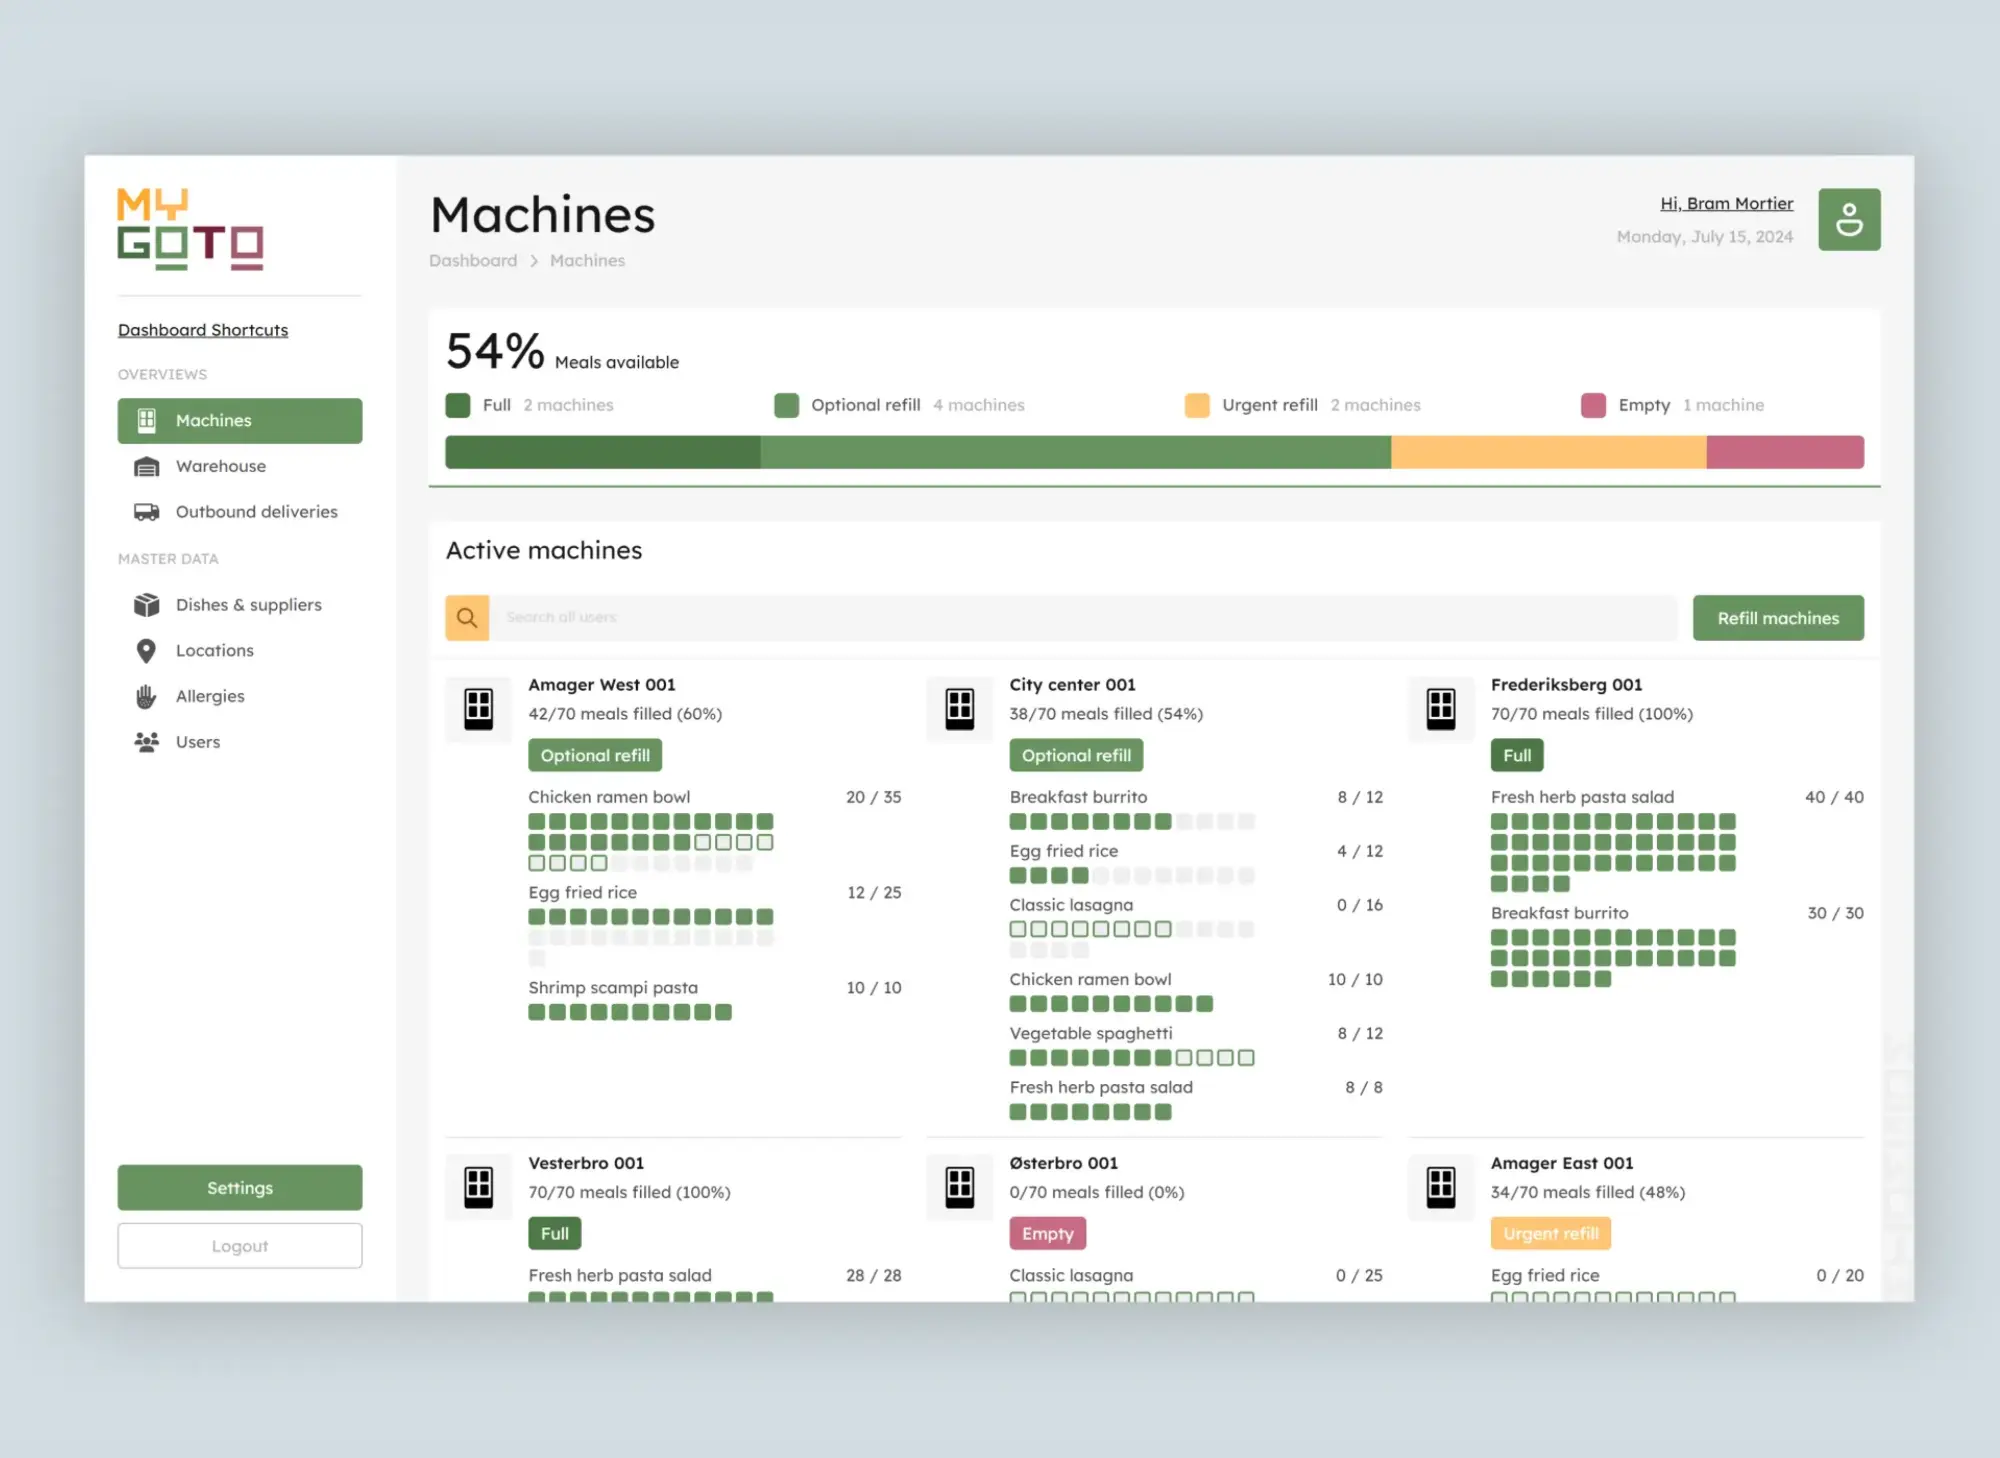 MY
GOTO
Dashboard Shortcuts
OVERVIEWS
Machines
Warehouse
Outbound deliveries
MASTER DATA
Dishes & suppliers
Locations
Allergies
Users
Settings
Logout
Machines
Dashboard > Machines
Hi, Bram Mortier
Monday, July 15, 2024
54% Meals available
Full 2 machines
Optional refill 4 machines
Urgent refill 2 machines
Empty 1 machine
Active machines
Search all users
Refill machines
Amager West 001
42/70 meals filled (60%)
Optional refill
Chicken ramen bowl 20 / 35
Egg fried rice 12 / 25
Shrimp scampi pasta 10 / 10
City center 001
38/70 meals filled (54%)
Optional refill
Breakfast burrito 8 / 12
Egg fried rice 4 / 12
Classic lasagna 0 / 16
Chicken ramen bowl 10 / 10
Vegetable spaghetti 8 / 12
Fresh herb pasta salad 8 / 8
Frederiksberg 001
70/70 meals filled (100%)
Full
Fresh herb pasta salad 40 / 40
Breakfast burrito 30 / 30
Vesterbro 001
70/70 meals filled (100%)
Full
Fresh herb pasta salad 28 / 28
Østerbro 001
0/70 meals filled (0%)
Empty
Classic lasagna 0 / 25
Amager East 001
34/70 meals filled (48%)
Urgent refill
Egg fried rice 0 / 20